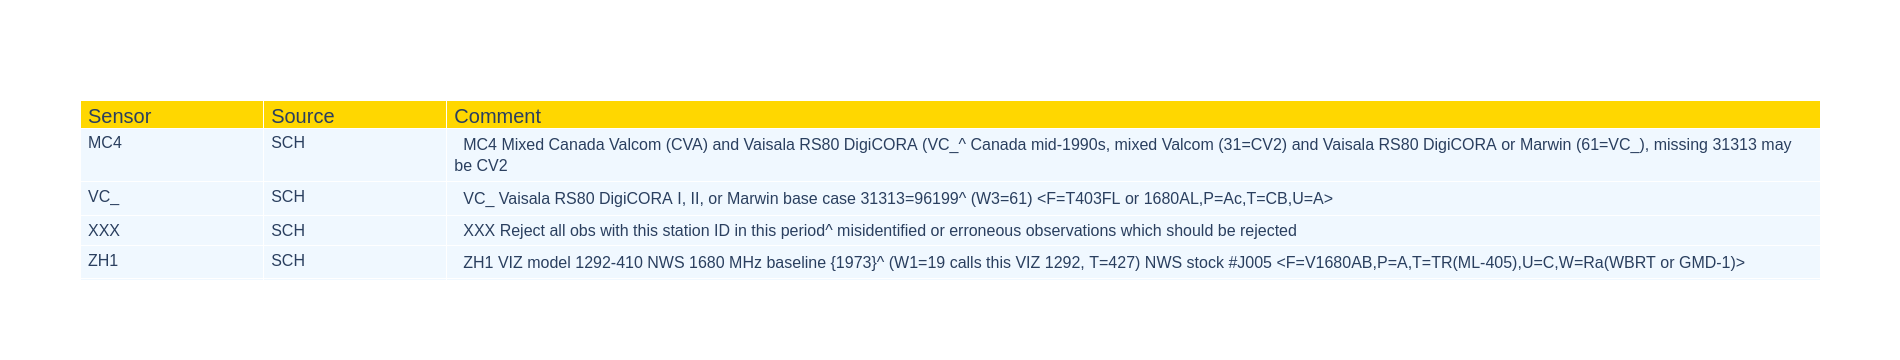 Sensor Source Comment
MC4 SCH MC4 Mixed Canada Valcom (CVA) and Vaisala RS80 DigiCORA (VC_^ Canada mid-1990s, mixed Valcom (31=CV2) and Vaisala RS80 DigiCORA or Marwin (61=VC_), missing 31313 may
be CV2
VC_ SCH VC_ Vaisala RS80 DigiCORA I, II, or Marwin base case 31313=96199^ (W3=61) <F=T403FL or 1680AL,P=Ac,T=CB,U=A>
XXX SCH XXX Reject all obs with this station ID in this period^ misidentified or erroneous observations which should be rejected
ZH1 SCH ZH1 VIZ model 1292-410 NWS 1680 MHz baseline {1973}^ (W1=19 calls this VIZ 1292, T=427) NWS stock #J005 <F=V1680AB,P=A,T=TR(ML-405),U=C,W=Ra(WBRT or GMD-1)>